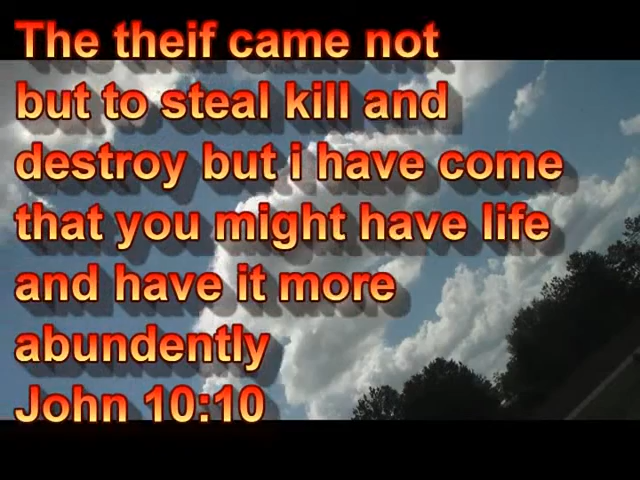 The theif came not
but to steal kill and
destroy but i have come
that you might have life
and have it more
abundently
John 10:10